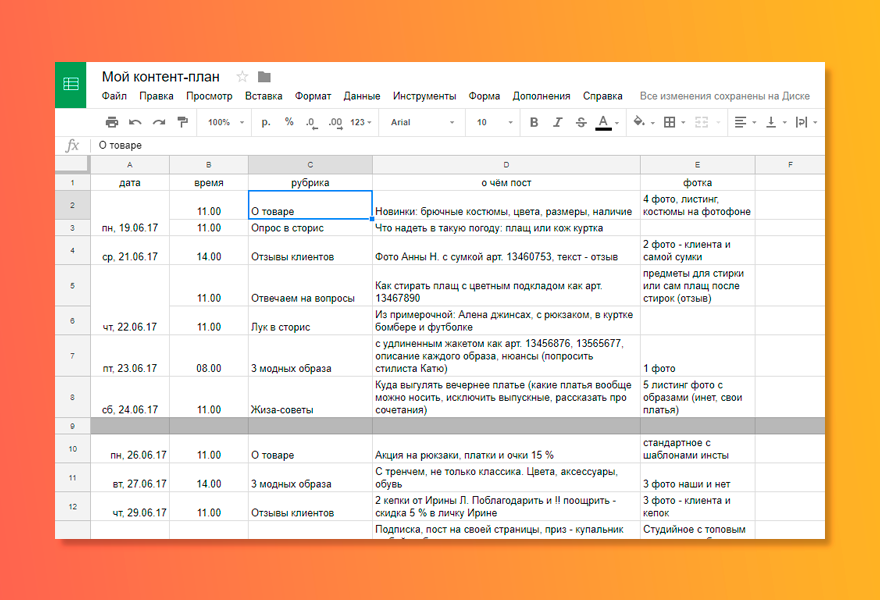 Мой контент-план
Файл Правка Просмотр Вставка Формат Данные Инструменты Форма Дополнения Справка Все изменения сохранены на Диске
100% р. % .0 .00 123 Arial 10 B I S A
fx О товаре
A B C D E F
1 дата время рубрика о чём пост фотка
2 11.00 О товаре Новинки: брючные костюмы, цвета, размеры, наличие
4 фото, листинг,
костюмы на фотофоне
3 пн, 19.06.17 11.00 Опрос в сторис Что надеть в такую погоду: плащ или кож куртка
4 ср, 21.06.17 14.00 Отзывы клиентов Фото Анны Н. с сумкой арт. 13460753, текст - отзыв
2 фото - клиента и
самой сумки
5 11.00 Отвечаем на вопросы
Как стирать плащ с цветным подкладом как арт.
13467890
предметы для стирки
или сам плащ после
стирок (отзыв)
6 чт, 22.06.17 11.00 Лук в сторис
Из примерочной: Алена джинсах, с рюкзаком, в куртке
бомбере и футболке
7 пт, 23.06.17 08.00 3 модных образа
с удлиненным жакетом как арт. 13456876, 13565677,
описание каждого образа, нюансы (попросить
стилиста Катю)
1 фото
8 сб, 24.06.17 11.00 Жиза-советы
Куда выгулять вечернее платье (какие платья вообще
можно носить, исключить выпускные, рассказать про
сочетания)
5 листинг фото с
образами (инет, свои
платья)
9
10 пн, 26.06.17 11.00 О товаре Акция на рюкзаки, платки и очки 15 %
стандартное с
шаблонами инсты
11 вт, 27.06.17 14.00 3 модных образа
С тренчем, не только классика. Цвета, аксессуары,
обувь
3 фото наши и нет
12 чт, 29.06.17 11.00 Отзывы клиентов
2 кепки от Ирины Л. Поблагодарить и !! поощрить -
скидка 5 % в личку Ирине
3 фото - клиента и
кепок
Подписка, пост на своей страницы, приз - купальник
Студийное с топовым